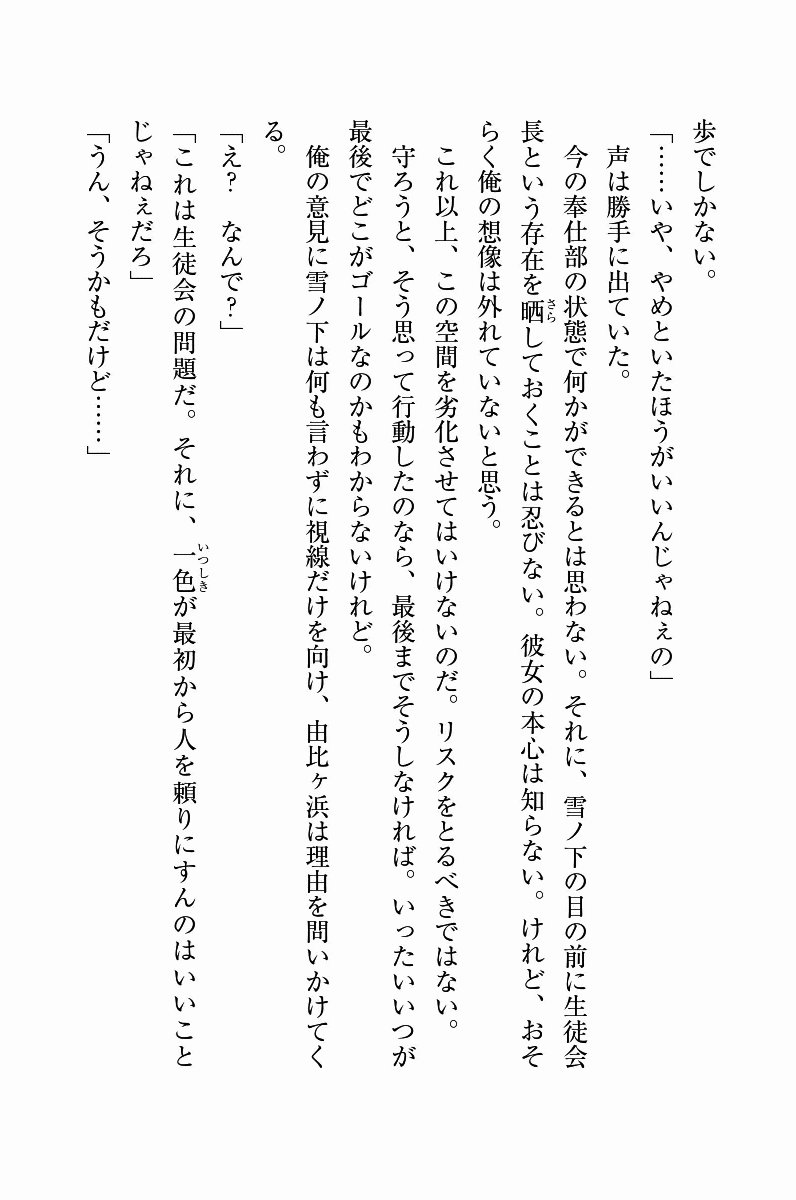 歩でしかない。
「……いや、やめといたほうがいいんじゃねぇの」
声は勝手に出ていた。
今の奉仕部の状態で何かができるとは思わない。それに、雪ノ下の目の前に生徒会
長という存在を晒しておくことは忍びない。彼女の本心は知らない。けれど、おそ
らく俺の想像は外れていないと思う。
これ以上、この空間を劣化させてはいけないのだ。リスクをとるべきではない。
守ろうと、そう思って行動したのなら、最後までそうしなければ。いったいいつが
最後でどこがゴールなのかもわからないけれど。
俺の意見に雪ノ下は何も言わずに視線だけを向け、由比ヶ浜は理由を問いかけてく
る。
「え？　なんで？」
「これは生徒会の問題だ。それに、一色が最初から人を頼りにすんのはいいこと
じゃねぇだろ」
「うん、そうかもだけど……」